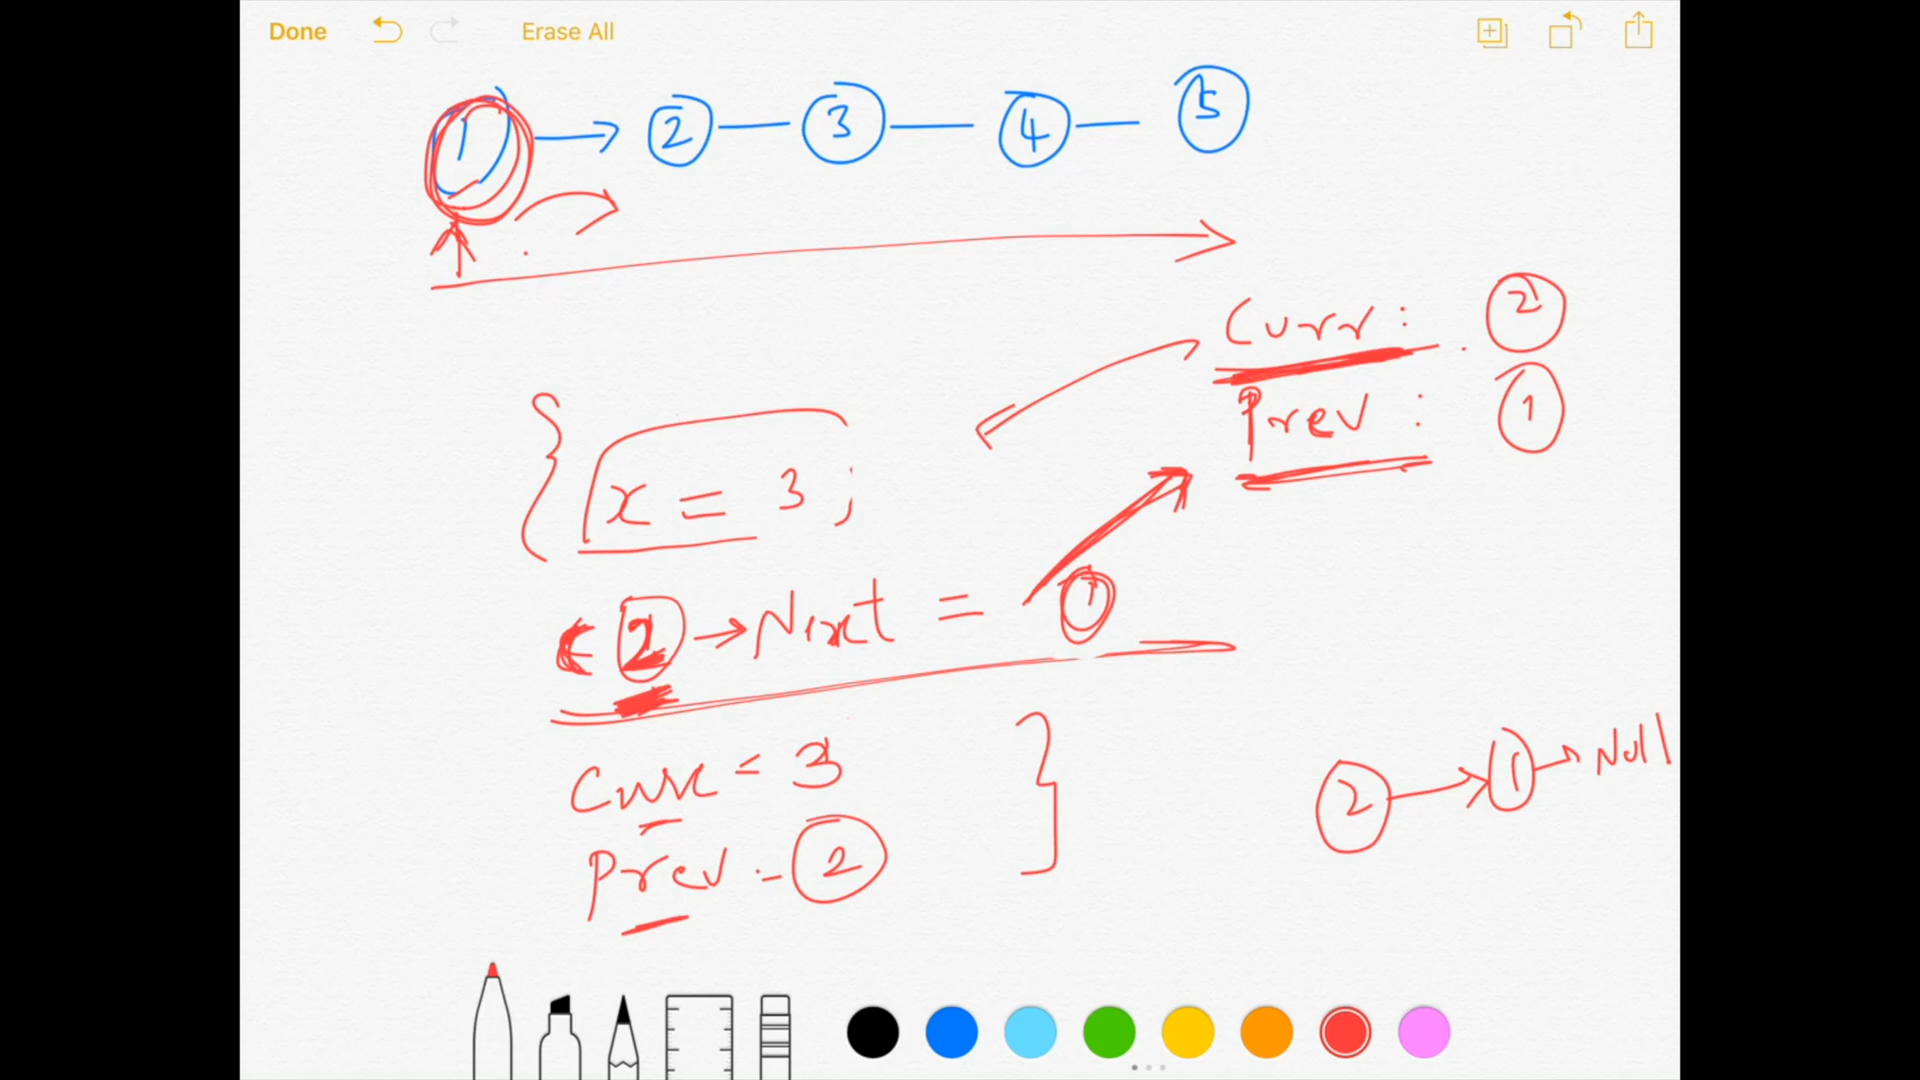 Done Erase All
1 → 2 3 4 5
Curr: 2
Prev: 1
x = 3;
2 → Next = 1
Curr = 3
2 → 1 → Null
Prev = 2